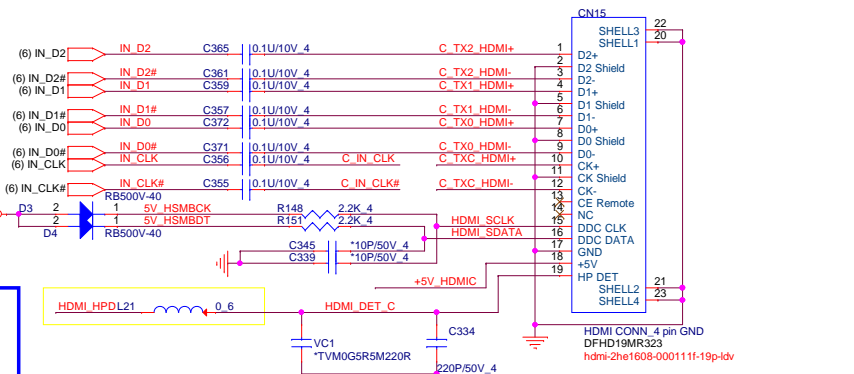 CN15
SHELL3 22
SHELL1 20
(6) IN_D2 IN_D2 C365 0.1U/10V_4 C_TX2_HDMI+ 1 D2+
2 D2 Shield
(6) IN_D2# IN_D2# C361 0.1U/10V_4 C_TX2_HDMI- 3 D2-
(6) IN_D1 IN_D1 C359 0.1U/10V_4 C_TX1_HDMI+ 4 D1+
5 D1 Shield
(6) IN_D1# IN_D1# C357 0.1U/10V_4 C_TX1_HDMI- 6 D1-
(6) IN_D0 IN_D0 C372 0.1U/10V_4 C_TX0_HDMI+ 7 D0+
8 D0 Shield
(6) IN_D0# IN_D0# C371 0.1U/10V_4 C_TX0_HDMI- 9 D0-
(6) IN_CLK IN_CLK C356 0.1U/10V_4 C_IN_CLK C_TXC_HDMI+ 10 CK+
11 CK Shield
(6) IN_CLK# IN_CLK# C355 0.1U/10V_4 C_IN_CLK# C_TXC_HDMI- 12 CK-
13 CE Remote
14 NC
RB500V-40
D3 2 1 5V_HSMBCK R148 2.2K_4 HDMI_SCLK 15 DDC CLK
2 1 5V_HSMBDT R151 2.2K_4 HDMI_SDATA 16 DDC DATA
D4 RB500V-40
C345 *10P/50V_4 17 GND
C339 *10P/50V_4 18 +5V
+5V_HDMIC 19 HP DET
SHELL2 21
SHELL4 23
HDMI_HPD L21 0_6 HDMI_DET_C
VC1
*TVM0G5R5M220R
C334
220P/50V_4
HDMI CONN_4 pin GND
DFHD19MR323
hdmi-2he1608-000111f-19p-ldv